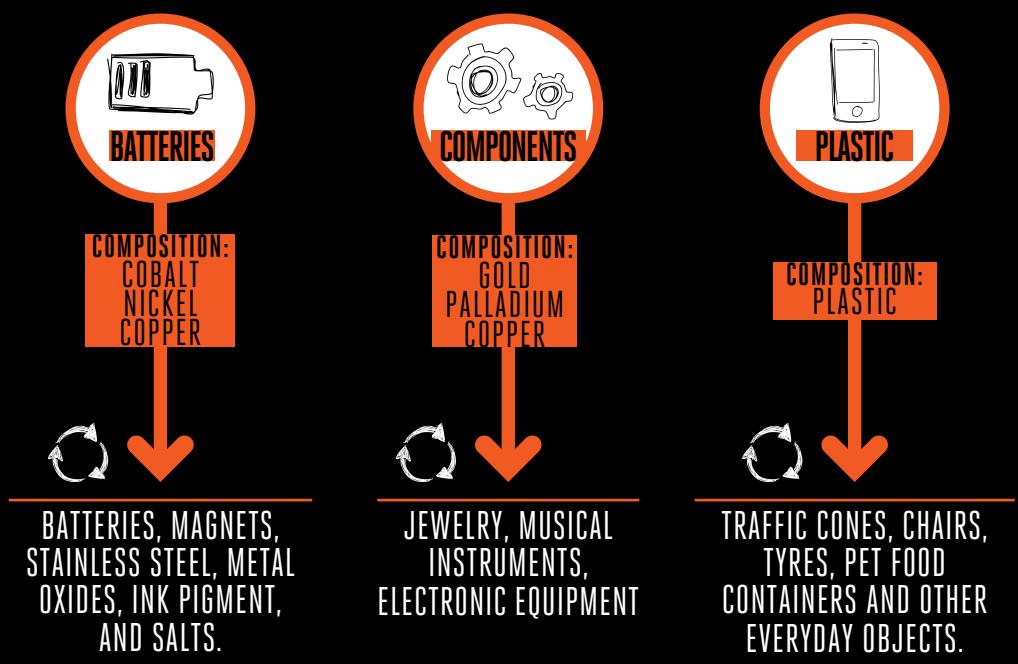 BATTERIES
COMPOSITION:
COBALT
NICKEL
COPPER
BATTERIES, MAGNETS,
STAINLESS STEEL, METAL
OXIDES, INK PIGMENT,
AND SALTS.
COMPONENTS
COMPOSITION:
GOLD
PALLADIUM
COPPER
JEWELRY, MUSICAL
INSTRUMENTS,
ELECTRONIC EQUIPMENT
PLASTIC
COMPOSITION:
PLASTIC
TRAFFIC CONES, CHAIRS,
TYRES, PET FOOD
CONTAINERS AND OTHER
EVERYDAY OBJECTS.